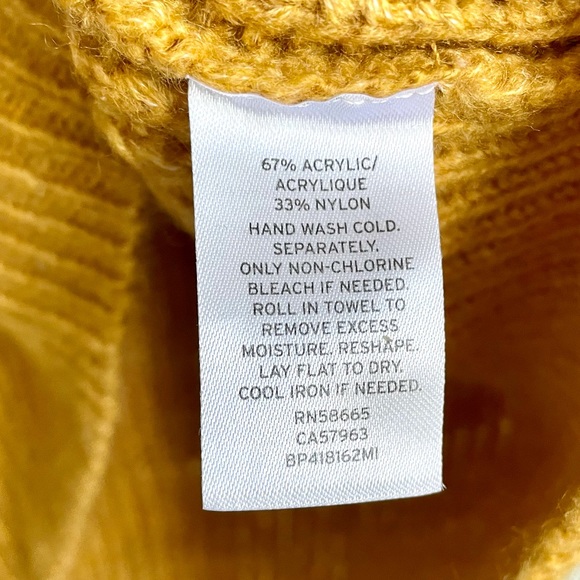 67% ACRYLIC/
ACRYLIQUE
33% NYLON
HAND WASH COLD.
SEPARATELY.
ONLY NON-CHLORINE
BLEACH IF NEEDED.
ROLL IN TOWEL TO
REMOVE EXCESS
MOISTURE. RESHAPE.
LAY FLAT TO DRY.
COOL IRON IF NEEDED.
RN58665
CA57963
BP418162MI